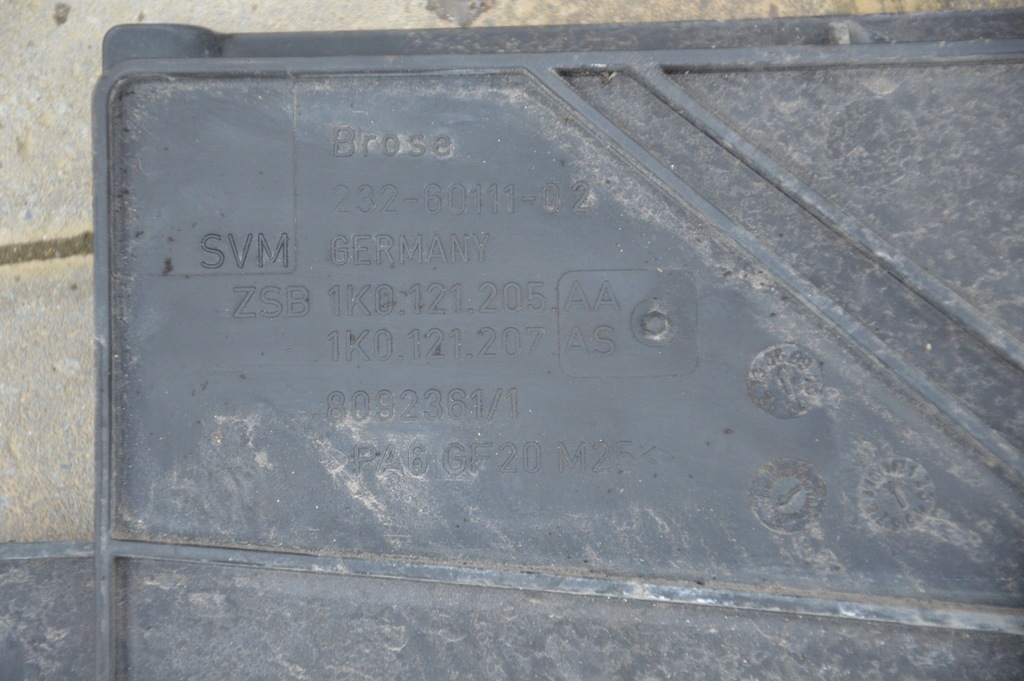 Brose
232-60111-02
SVM GERMANY
ZSB 1K0.121.205 AA
1K0.121.207 AS
8092361/1
>PA6 GF20 M25<